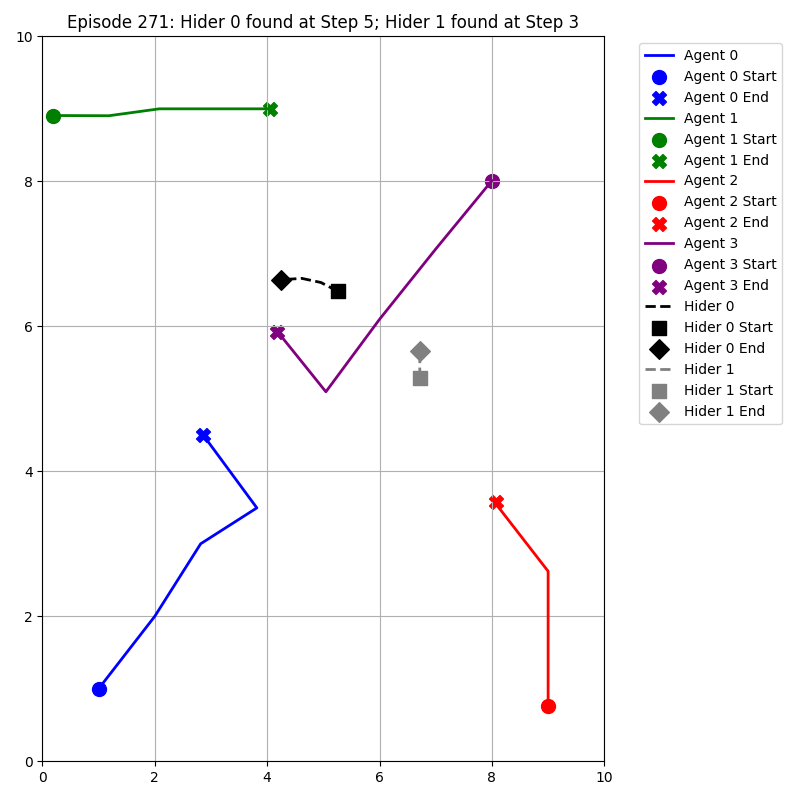 Episode 271: Hider 0 found at Step 5; Hider 1 found at Step 3
10
8
6
4
2
0
0
2
4
6
8
10
Agent 0
Agent 0 Start
Agent 0 End
Agent 1
Agent 1 Start
Agent 1 End
Agent 2
Agent 2 Start
Agent 2 End
Agent 3
Agent 3 Start
Agent 3 End
Hider 0
Hider 0 Start
Hider 0 End
Hider 1
Hider 1 Start
Hider 1 End